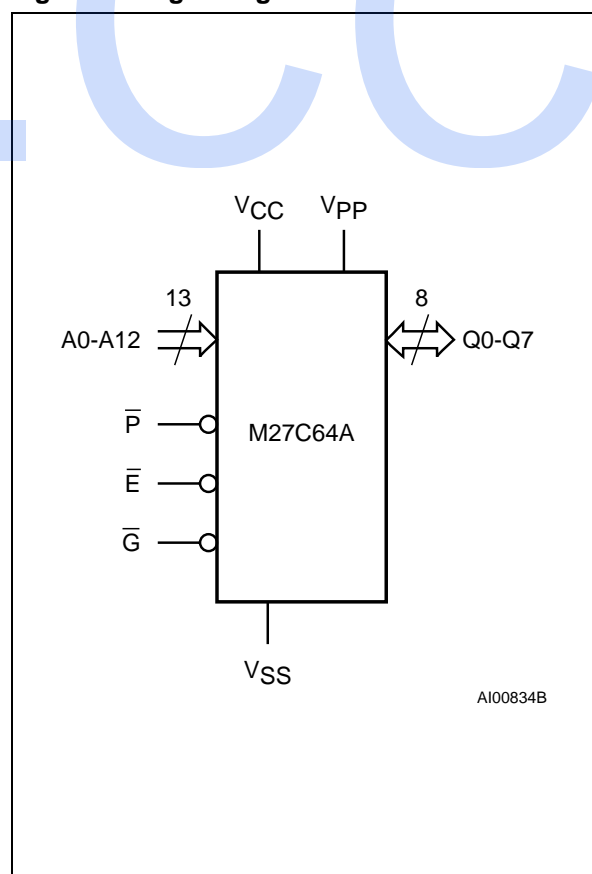 VCC VPP
13 8
A0-A12 Q0-Q7
P̅
M27C64A
E̅
G̅
VSS
AI00834B